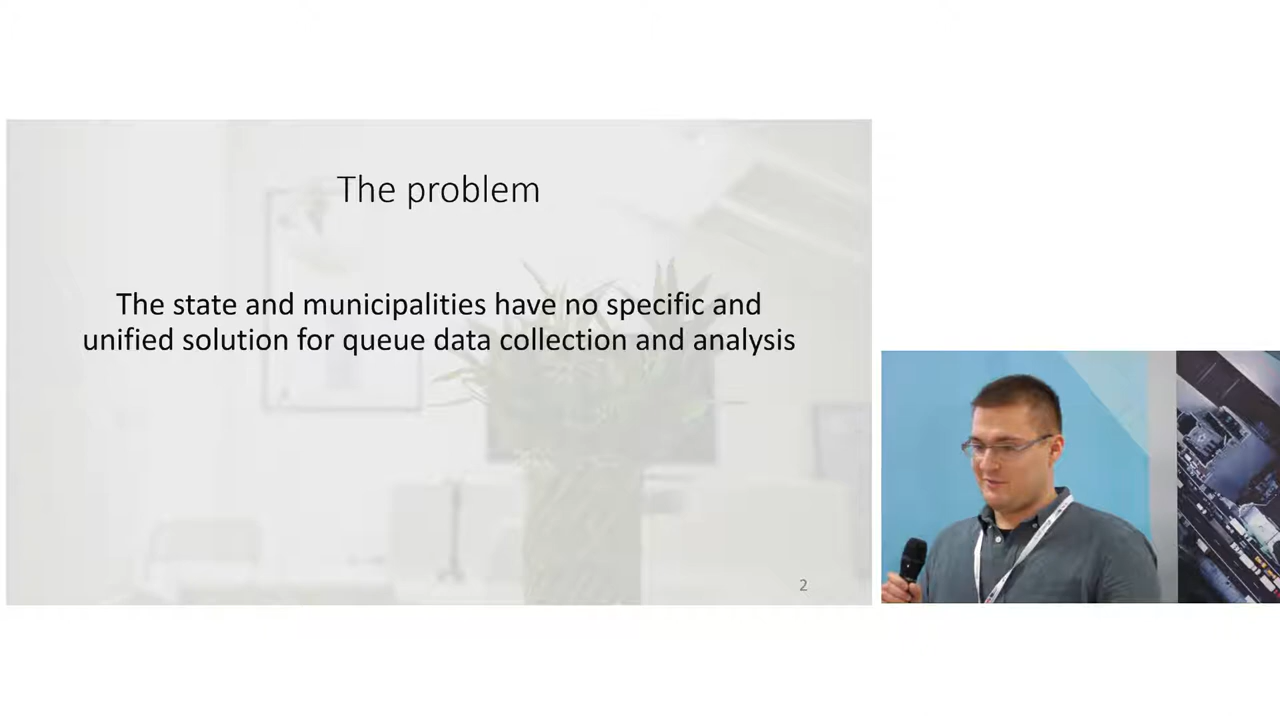 The problem
The state and municipalities have no specific and
unified solution for queue data collection and analysis
2